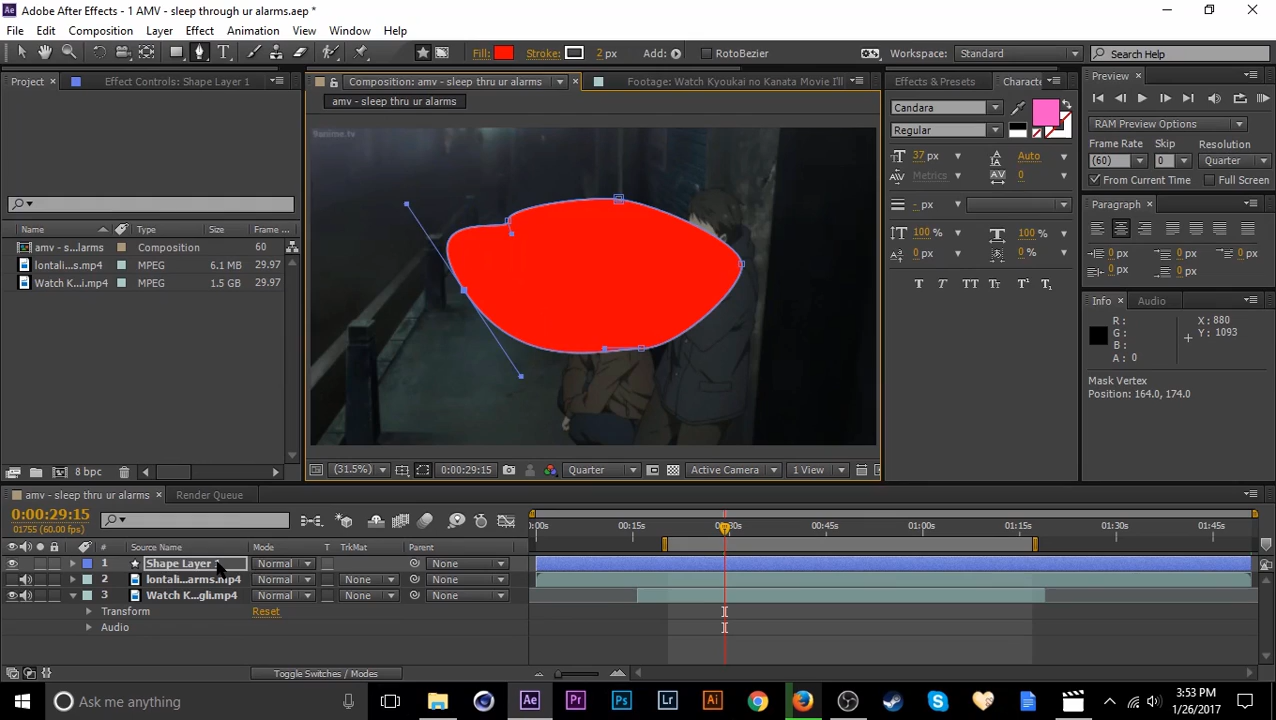 Adobe After Effects - 1 AMV - sleep through ur alarms.aep *
File Edit Composition Layer Effect Animation View Window Help
Fill: Stroke: 2 px Add: RotoBezier Workspace: Standard Search Help
Project Effect Controls: Shape Layer 1
Composition: amv - sleep thru ur alarms Footage: Watch Kyoukai no Kanata Movie I'll
amv - sleep thru ur alarms
9anime.tv
Effects & Presets Characte
Candara
Regular
37 px Auto
Metrics 0
- px
100 % 100 %
0 px 0 %
Paragraph
0 px 0 px 0 px
0 px 0 px
Preview
RAM Preview Options
Frame Rate Skip Resolution
(60) 0 Quarter
From Current Time Full Screen
Info Audio
R: X: 880
G: Y: 1093
B:
A: 0
Mask Vertex
Position: 164.0, 174.0
Name Type Size Frame ...
amv - s...larms Composition 60
lontali...s.mp4 MPEG 6.1 MB 29.97
Watch K...i.mp4 MPEG 1.5 GB 29.97
8 bpc
(31.5%) 0:00:29:15 Quarter Active Camera 1 View
amv - sleep thru ur alarms Render Queue
0:00:29:15
01755 (60.00 fps)
:00s 00:15s 00:30s 00:45s 01:00s 01:15s 01:30s 01:45s
# Source Name Mode T TrkMat Parent
1 Shape Layer Normal None
2 lontali...arms.mp4 Normal None None
3 Watch K...gli.mp4 Normal None None
Transform Reset
Audio
Toggle Switches / Modes
Ask me anything
3:53 PM
1/26/2017